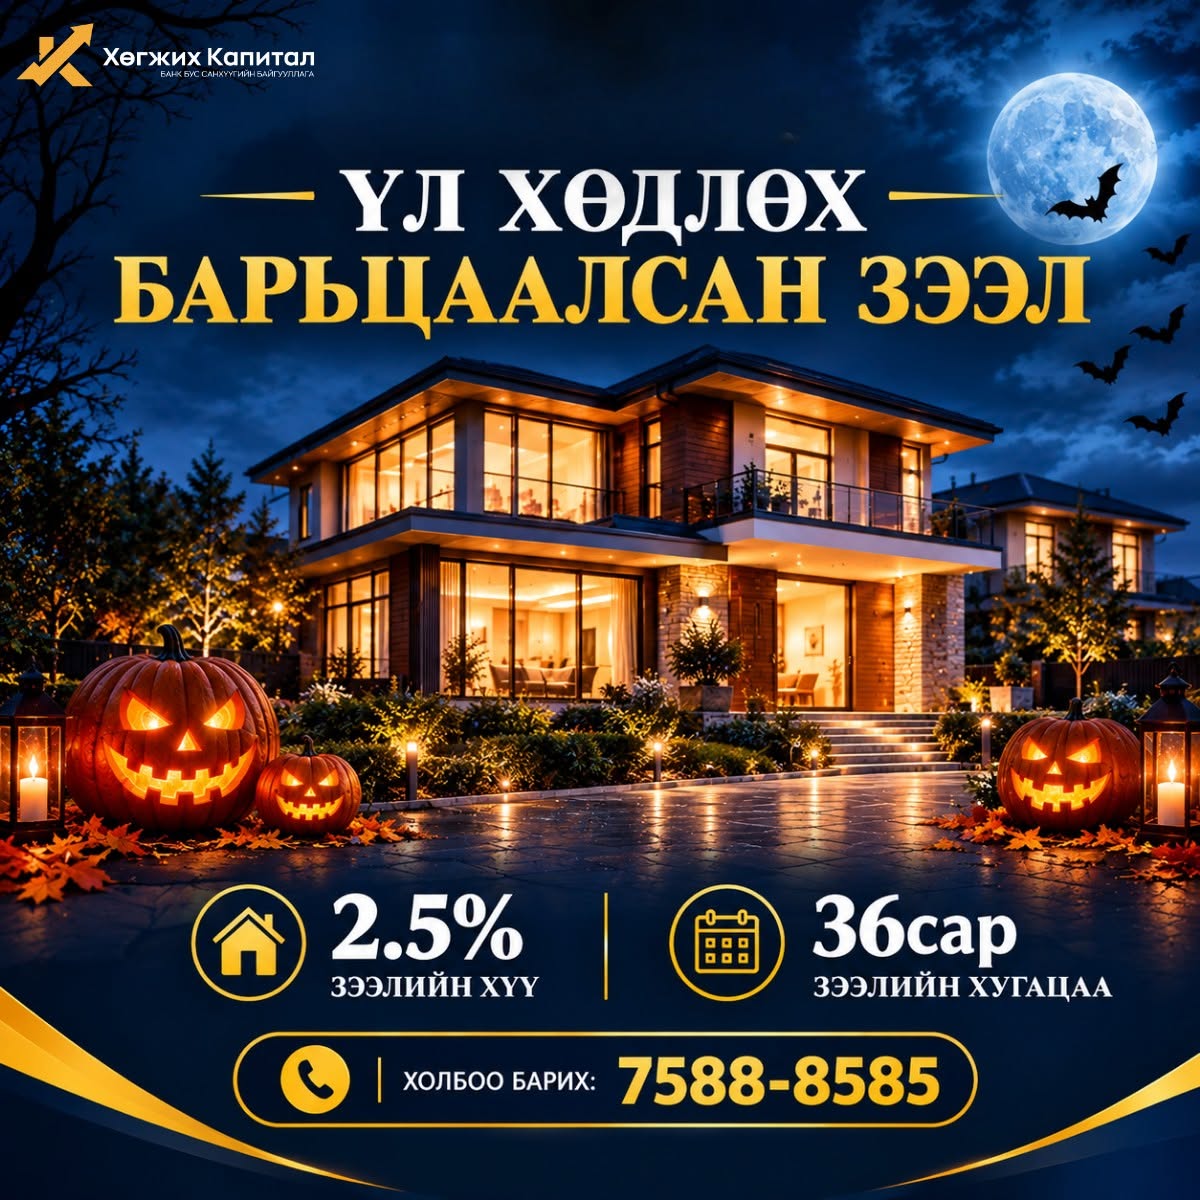 Хөгжих Капитал
БАНК БУС САНХҮҮГИЙН БАЙГУУЛЛАГА
ҮЛ ХӨДЛӨХ
БАРЬЦААЛСАН ЗЭЭЛ
2.5%
ЗЭЭЛИЙН ХҮҮ
36сар
ЗЭЭЛИЙН ХУГАЦАА
ХОЛБОО БАРИХ: 7588-8585